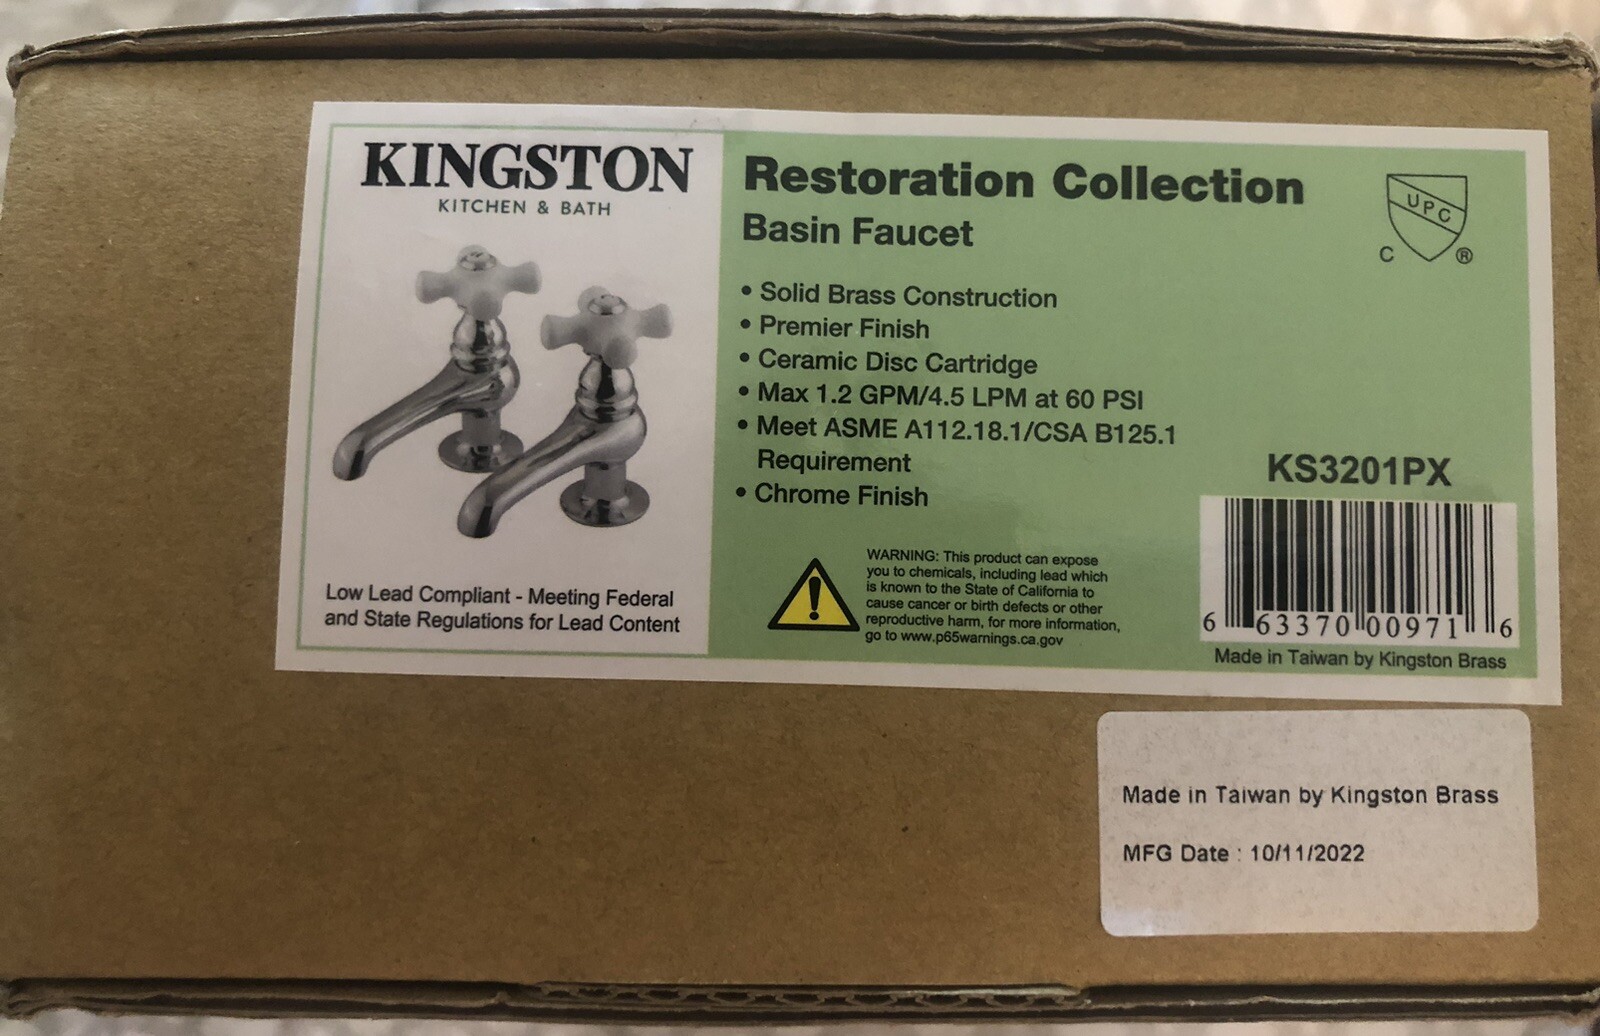 KINGSTON
KITCHEN & BATH
Low Lead Compliant - Meeting Federal
and State Regulations for Lead Content
Restoration Collection
Basin Faucet
• Solid Brass Construction
• Premier Finish
• Ceramic Disc Cartridge
• Max 1.2 GPM/4.5 LPM at 60 PSI
• Meet ASME A112.18.1/CSA B125.1
Requirement
• Chrome Finish
WARNING: This product can expose
you to chemicals, including lead which
is known to the State of California to
cause cancer or birth defects or other
reproductive harm, for more information,
go to www.p65warnings.ca.gov
UPC
C ®
KS3201PX
6 63370 00971 6
Made in Taiwan by Kingston Brass
Made in Taiwan by Kingston Brass
MFG Date : 10/11/2022